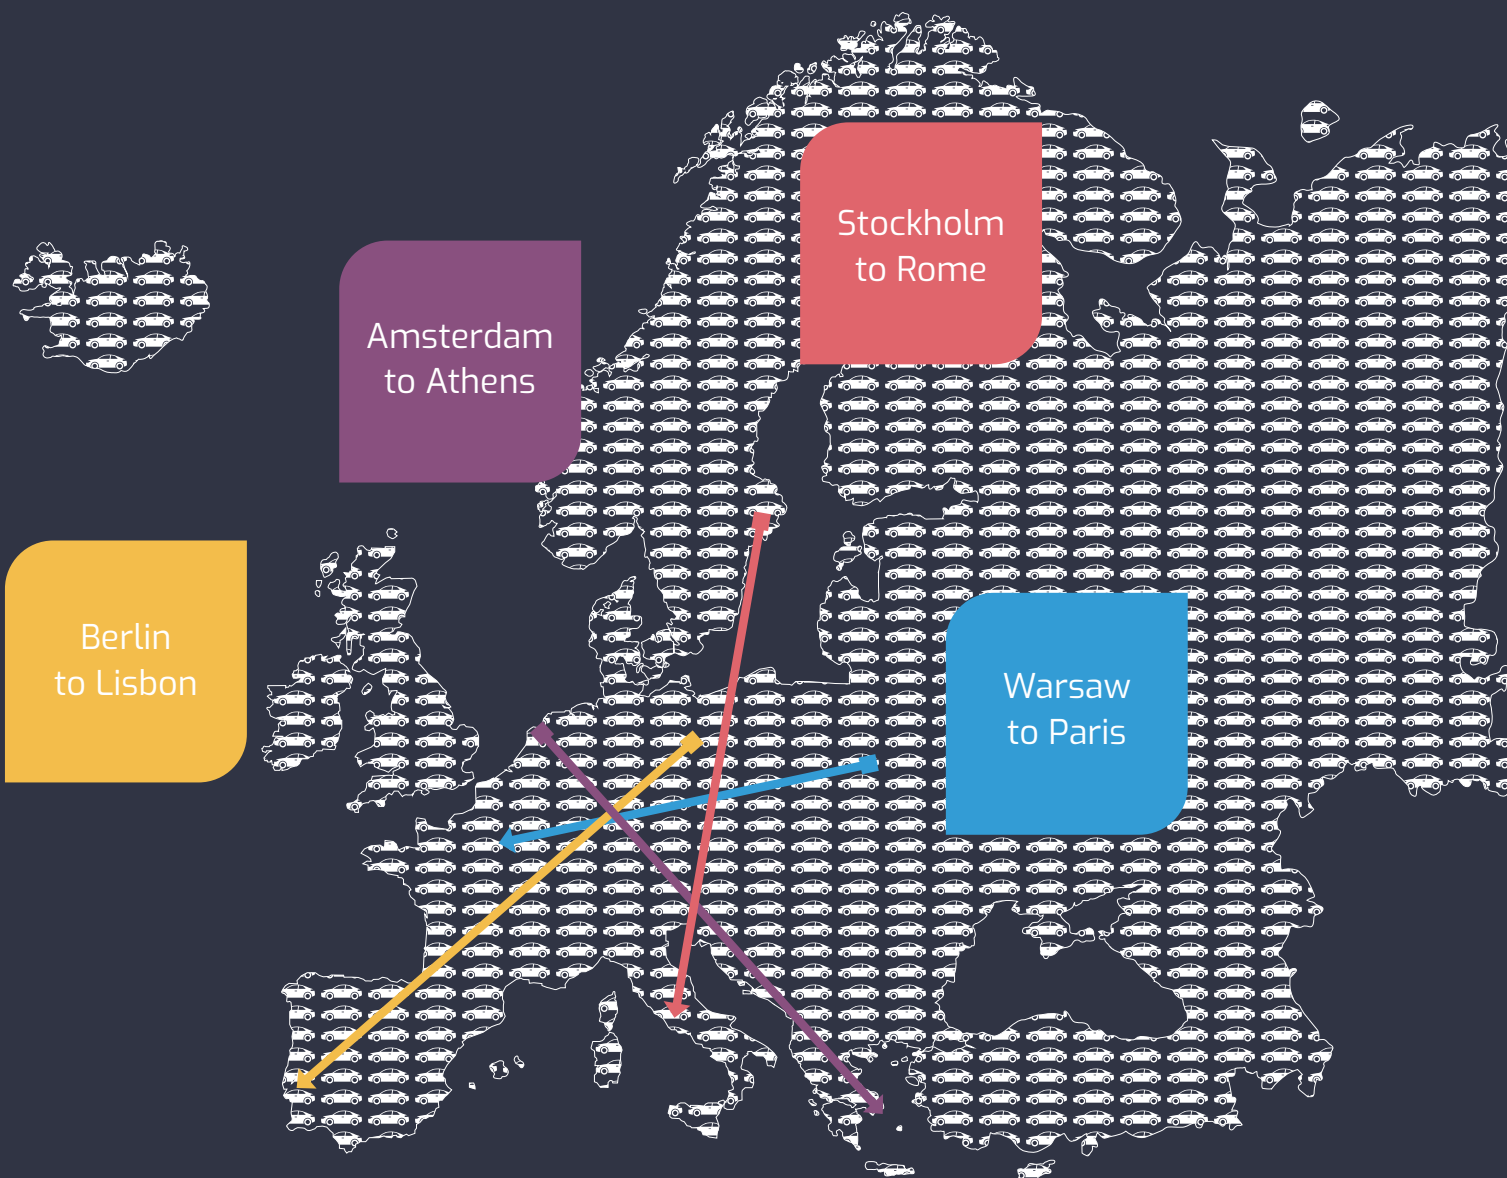 Stockholm
to Rome
Amsterdam
to Athens
Berlin
to Lisbon
Warsaw
to Paris